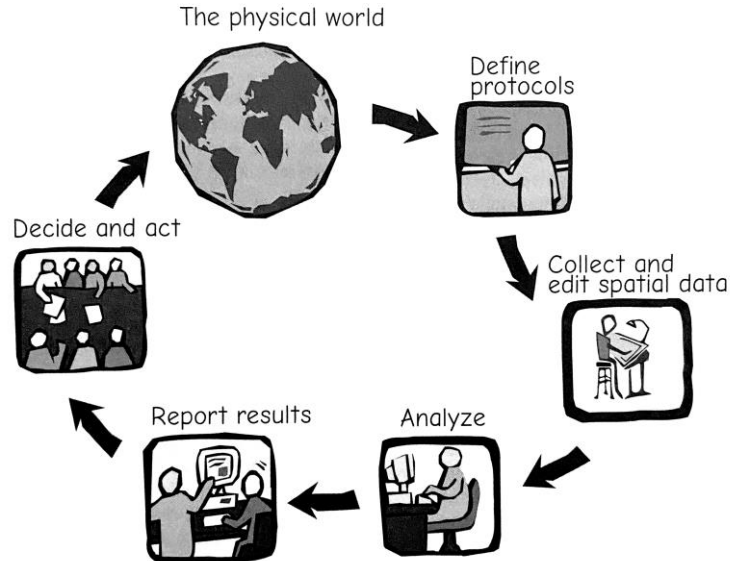 The physical world
Define
protocols
Collect and
edit spatial data
Analyze
Report results
Decide and act